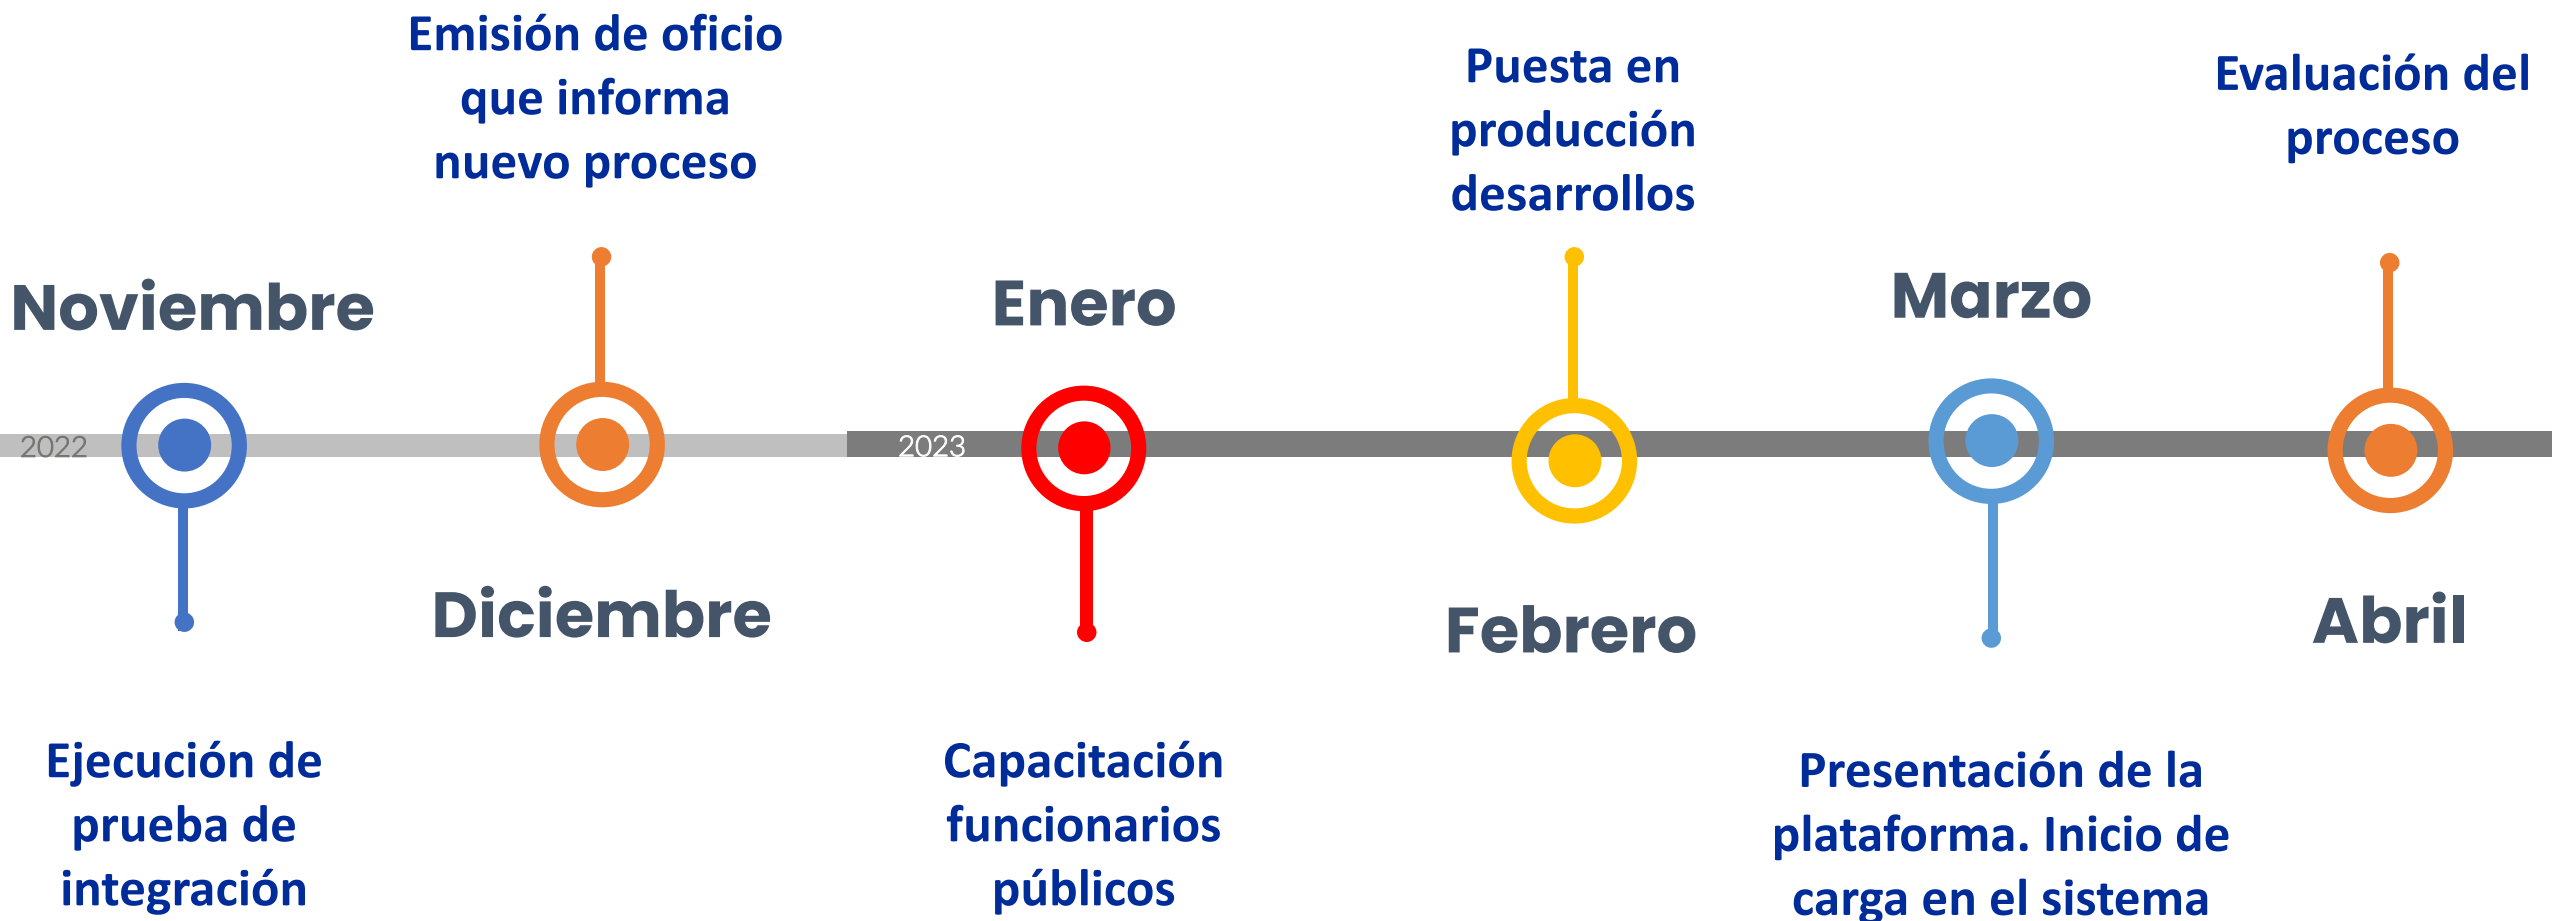 Emisión de oficio
que informa
nuevo proceso
Puesta en
producción
desarrollos
Evaluación del
proceso
Noviembre
Enero
Marzo
2022
2023
Diciembre
Febrero
Abril
Ejecución de
prueba de
integración
Capacitación
funcionarios
públicos
Presentación de la
plataforma. Inicio de
carga en el sistema